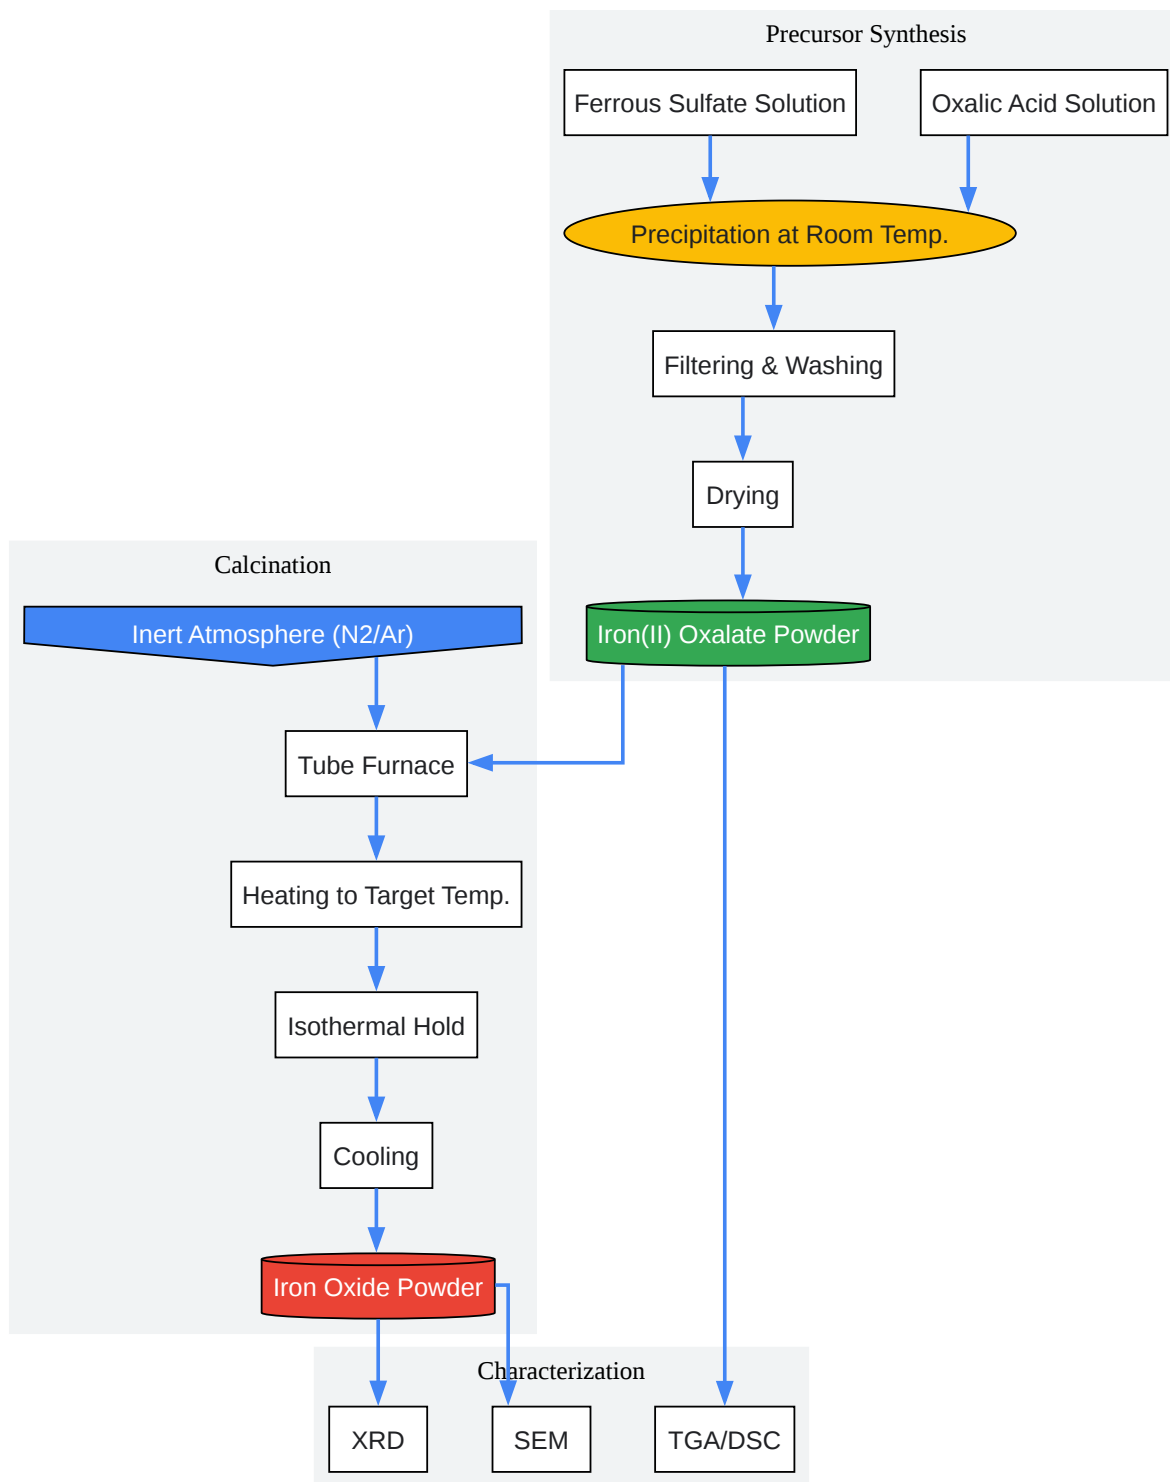 Precursor Synthesis
Ferrous Sulfate Solution
Oxalic Acid Solution
Precipitation at Room Temp.
Filtering & Washing
Drying
Iron(II) Oxalate Powder
Calcination
Inert Atmosphere (N2/Ar)
Tube Furnace
Heating to Target Temp.
Isothermal Hold
Cooling
Iron Oxide Powder
Characterization
XRD
SEM
TGA/DSC